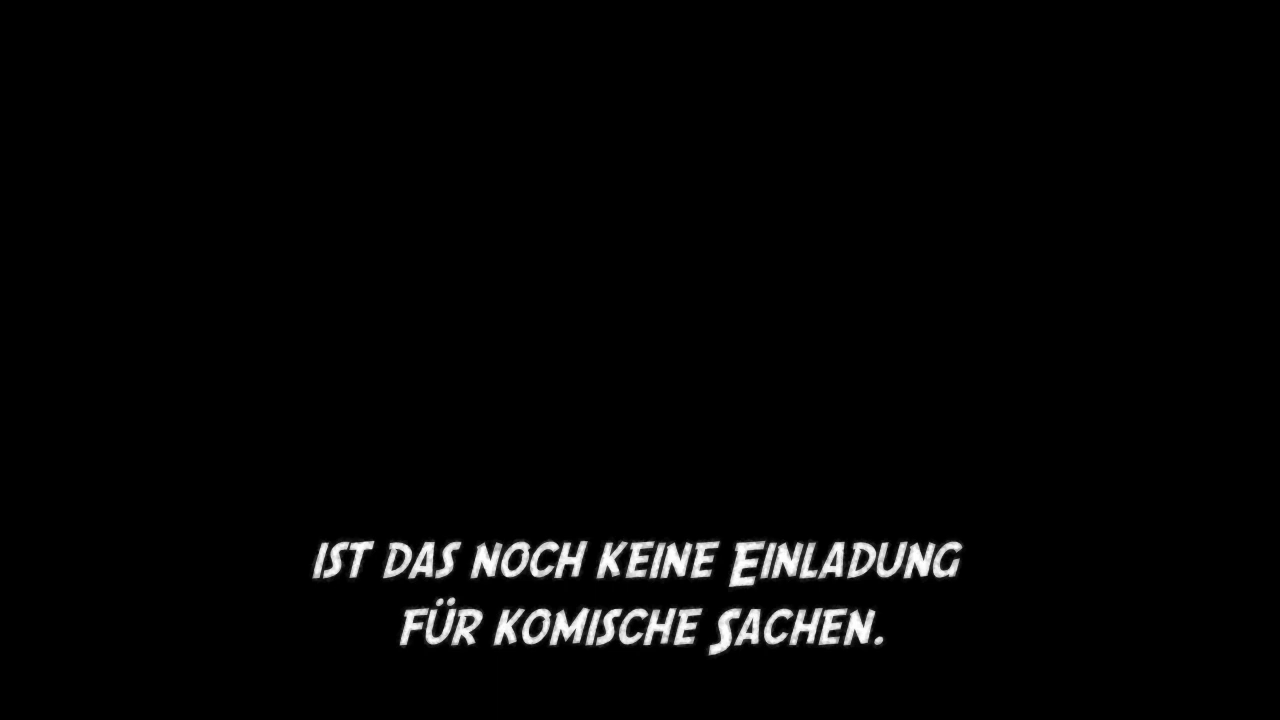 ist das noch keine Einladung
für komische Sachen.